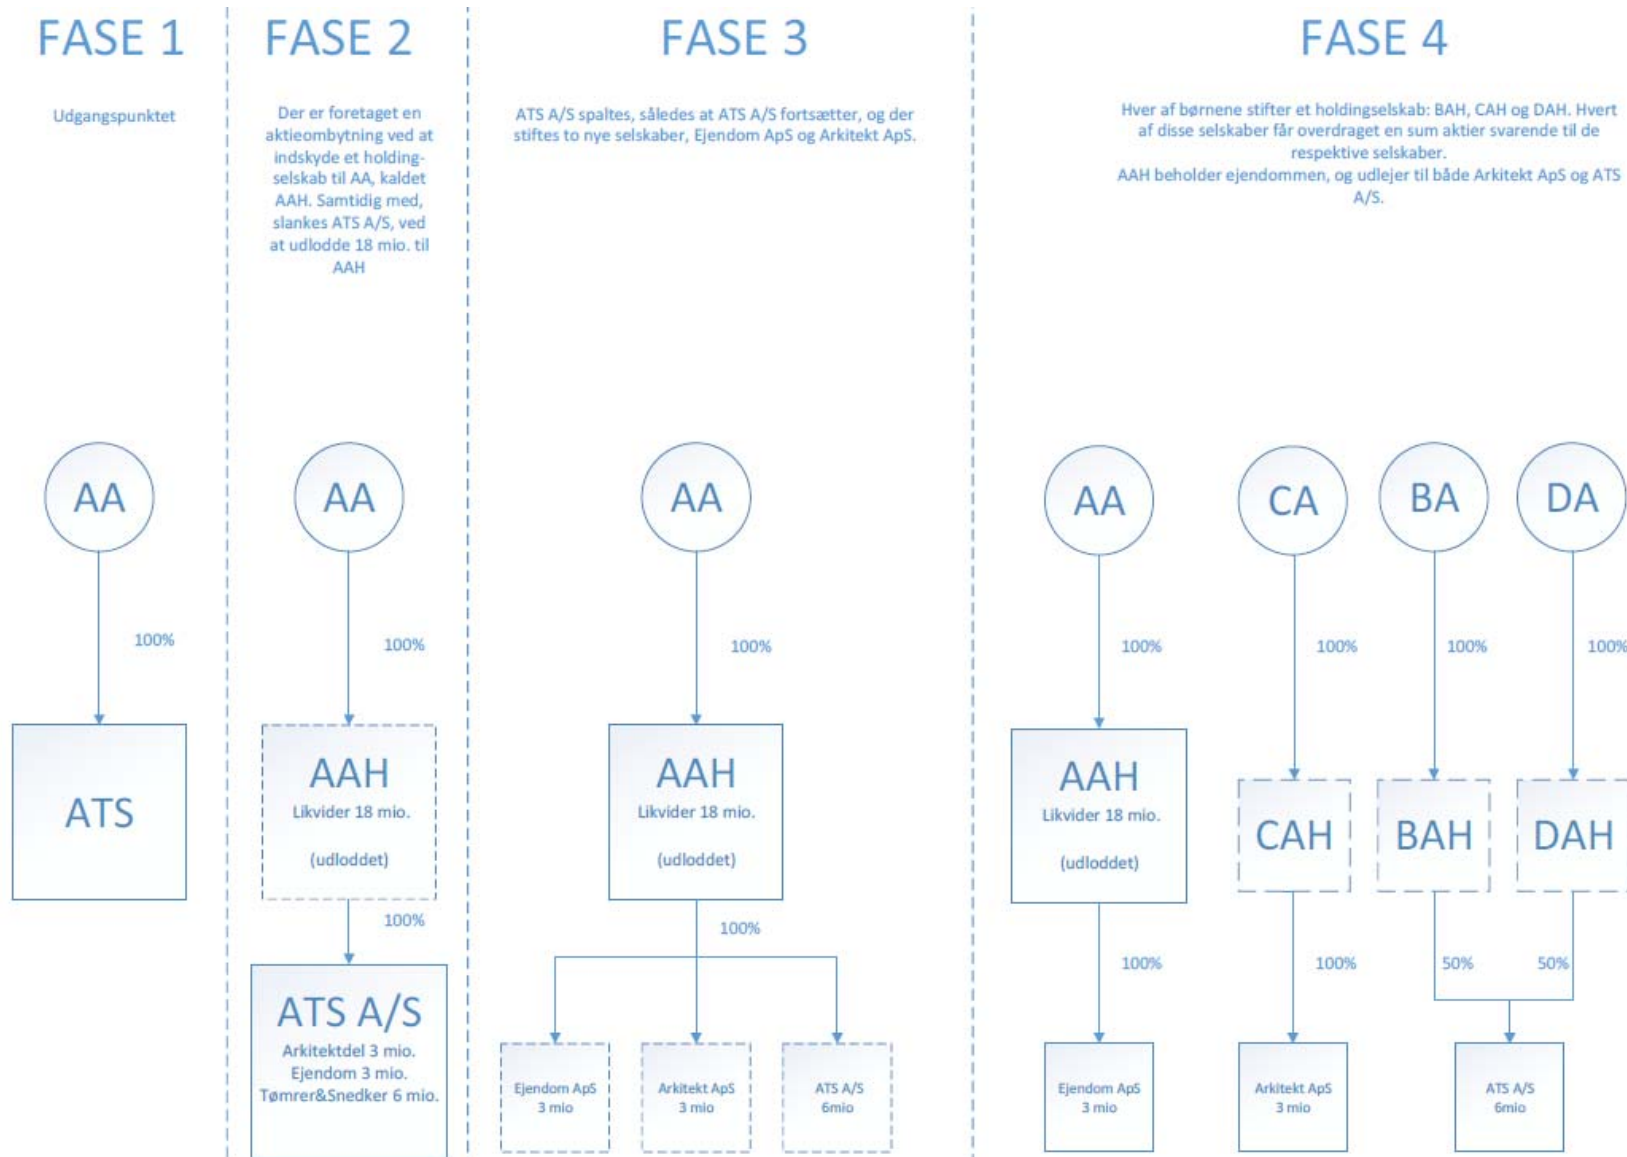 FASE 1
Udgangspunktet
AA
100%
ATS
FASE 2
Der er foretaget en
aktieombytning ved at
indskyde et holding-
selskab til AA, kaldet
AAH. Samtidig med,
slankes ATS A/S, ved
at udlodde 18 mio. til
AAH
AA
100%
AAH
Likvider 18 mio.
(udloddet)
100%
ATS A/S
Arkitektdel 3 mio.
Ejendom 3 mio.
Tømrer&Snedker 6 mio.
FASE 3
ATS A/S spaltes, således at ATS A/S fortsætter, og der
stiftes to nye selskaber, Ejendom ApS og Arkitekt ApS.
AA
100%
AAH
Likvider 18 mio.
(udloddet)
100%
Ejendom ApS
3 mio
Arkitekt ApS
3 mio
ATS A/S
6mio
FASE 4
Hver af børnene stifter et holdingselskab: BAH, CAH og DAH. Hvert
af disse selskaber får overdraget en sum aktier svarende til de
respektive selskaber.
AAH beholder ejendommen, og udlejer til både Arkitekt ApS og ATS
A/S.
AA
CA
BA
DA
100%
100%
100%
100%
AAH
Likvider 18 mio.
(udloddet)
CAH
BAH
DAH
100%
100%
50%
50%
Ejendom ApS
3 mio
Arkitekt ApS
3 mio
ATS A/S
6mio